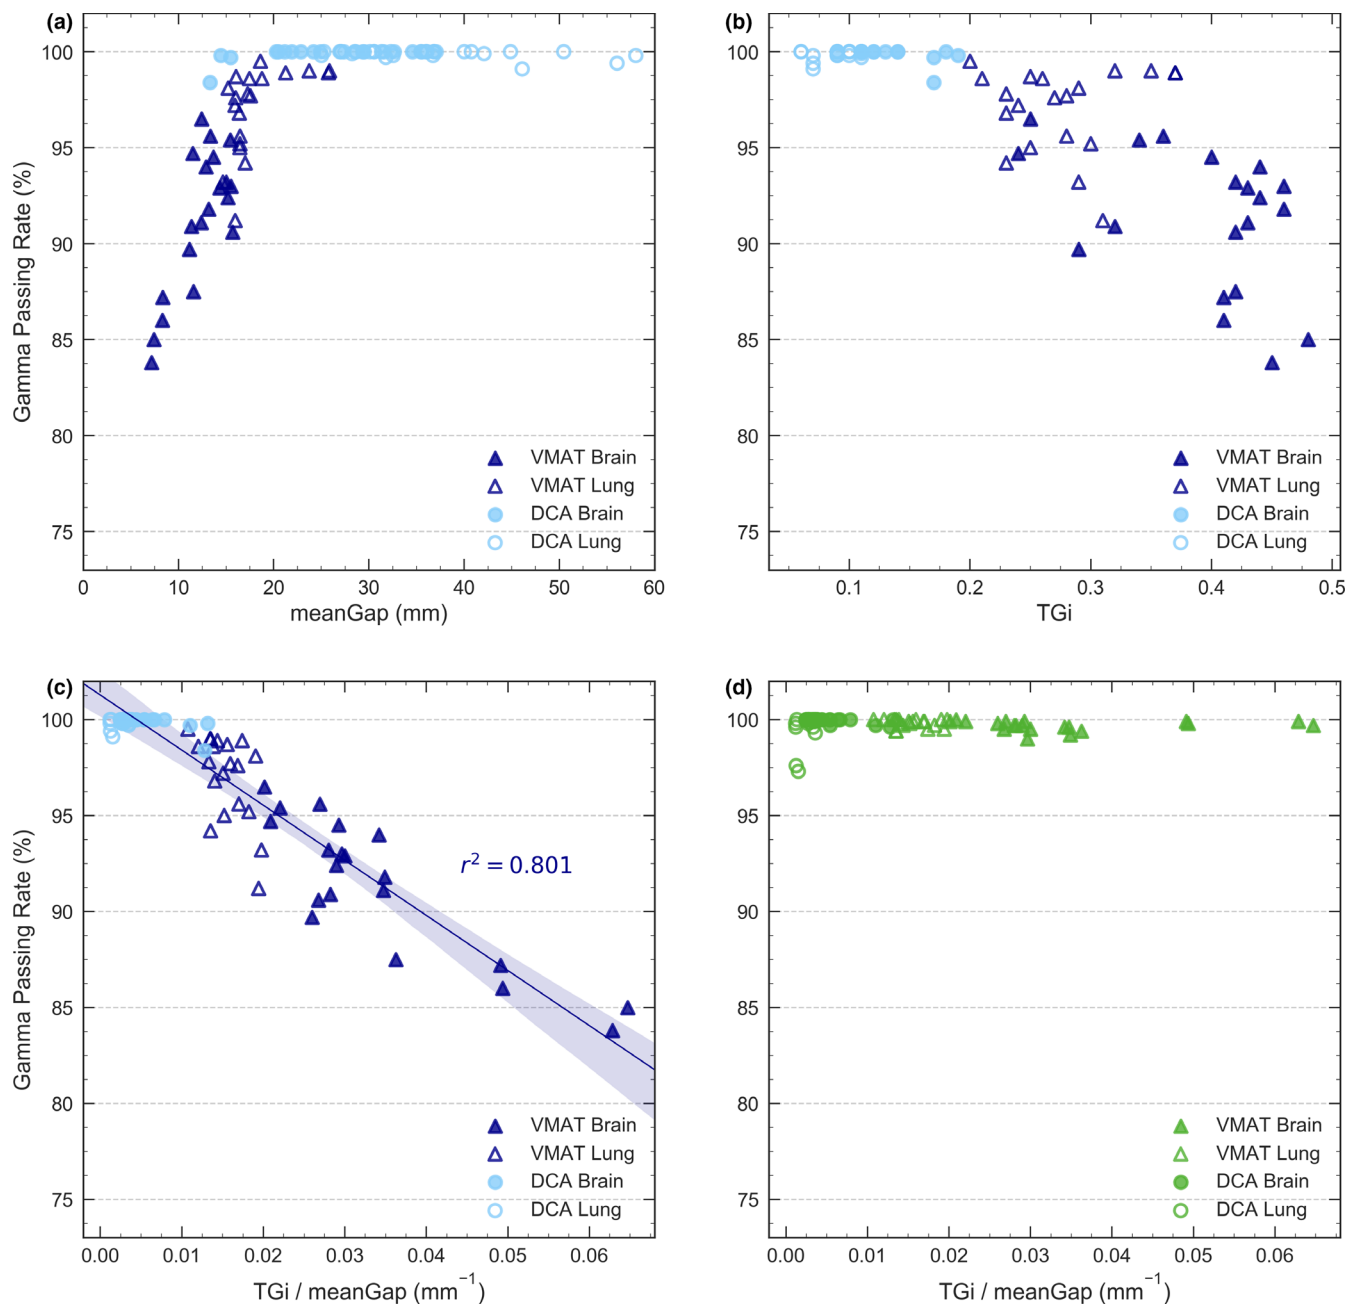 (a)
100
95
90
85
80
75
Gamma Passing Rate (%)
VMAT Brain
VMAT Lung
DCA Brain
DCA Lung
0 10 20 30 40 50 60
meanGap (mm)
(b)
100
95
90
85
80
75
VMAT Brain
VMAT Lung
DCA Brain
DCA Lung
0.1 0.2 0.3 0.4 0.5
TGi
(c)
100
95
90
85
80
75
Gamma Passing Rate (%)
r² = 0.801
VMAT Brain
VMAT Lung
DCA Brain
DCA Lung
0.00 0.01 0.02 0.03 0.04 0.05 0.06
TGi / meanGap (mm⁻¹)
(d)
100
95
90
85
80
75
VMAT Brain
VMAT Lung
DCA Brain
DCA Lung
0.00 0.01 0.02 0.03 0.04 0.05 0.06
TGi / meanGap (mm⁻¹)